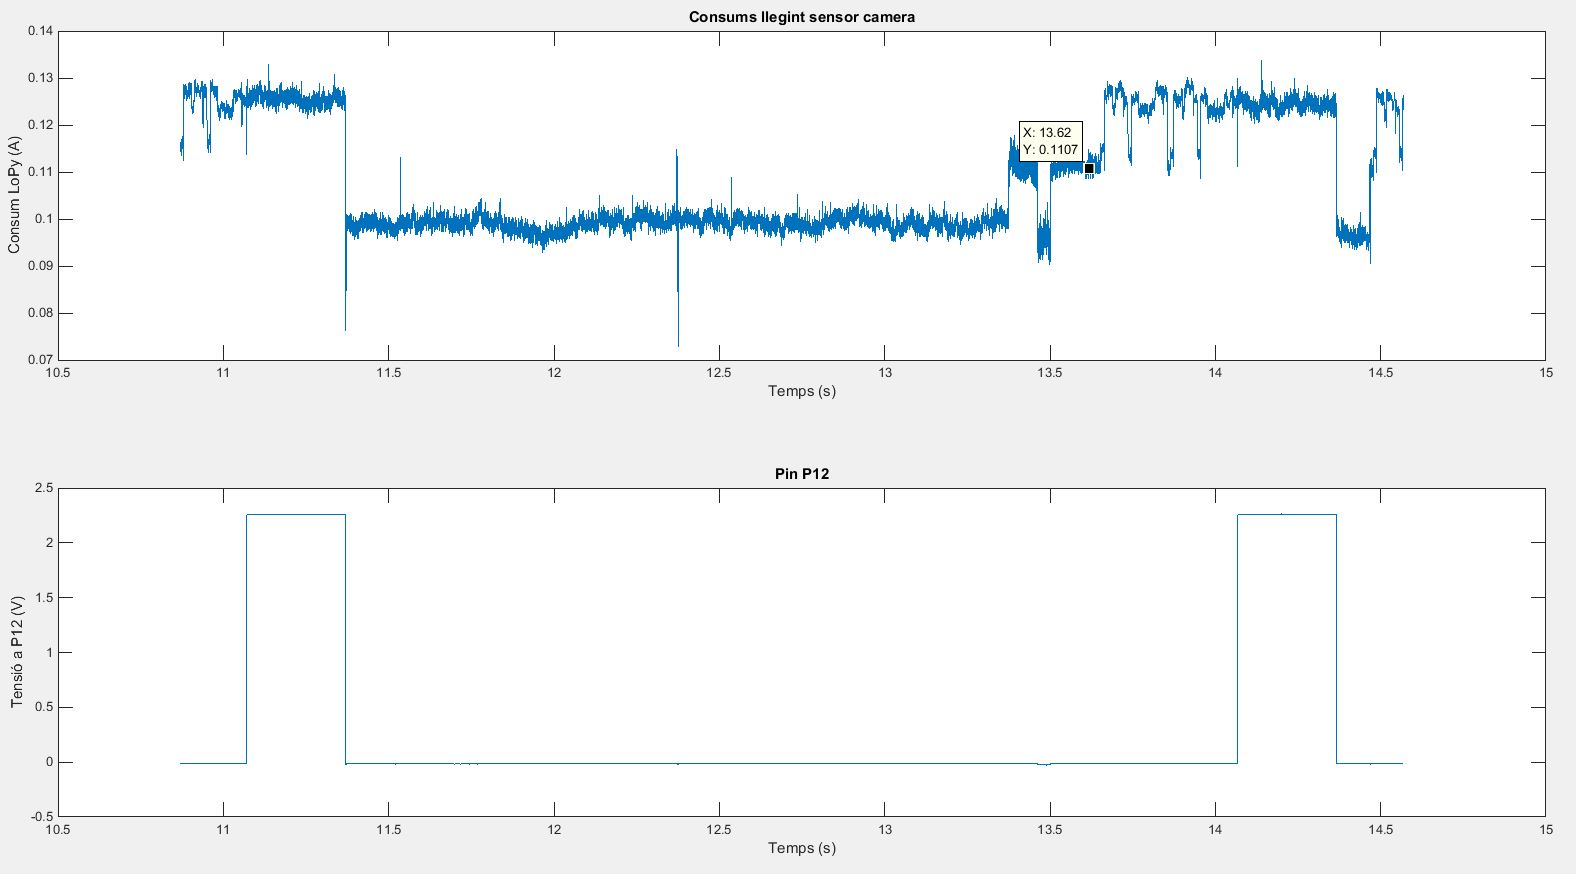 Consums llegint sensor camera
0.14
0.13
0.12
0.11
0.1
0.09
0.08
0.07
Consum LoPy (A)
X: 13.62
Y: 0.1107
10.5 11 11.5 12 12.5 13 13.5 14 14.5 15
Temps (s)
Pin P12
2.5
2
1.5
1
0.5
0
-0.5
Tensió a P12 (V)
10.5 11 11.5 12 12.5 13 13.5 14 14.5 15
Temps (s)